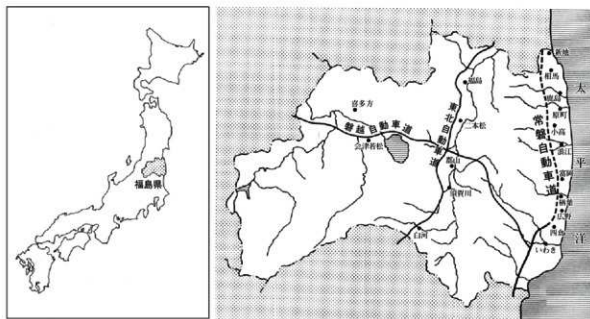 福島県
新地
相馬
鹿島
原町
小高
浪江
富岡
楢葉
広野
四倉
いわき
太平洋
常磐自動車道
福島
二本松
東北自動車道
郡山
須賀川
白河
喜多方
磐越自動車道
会津若松